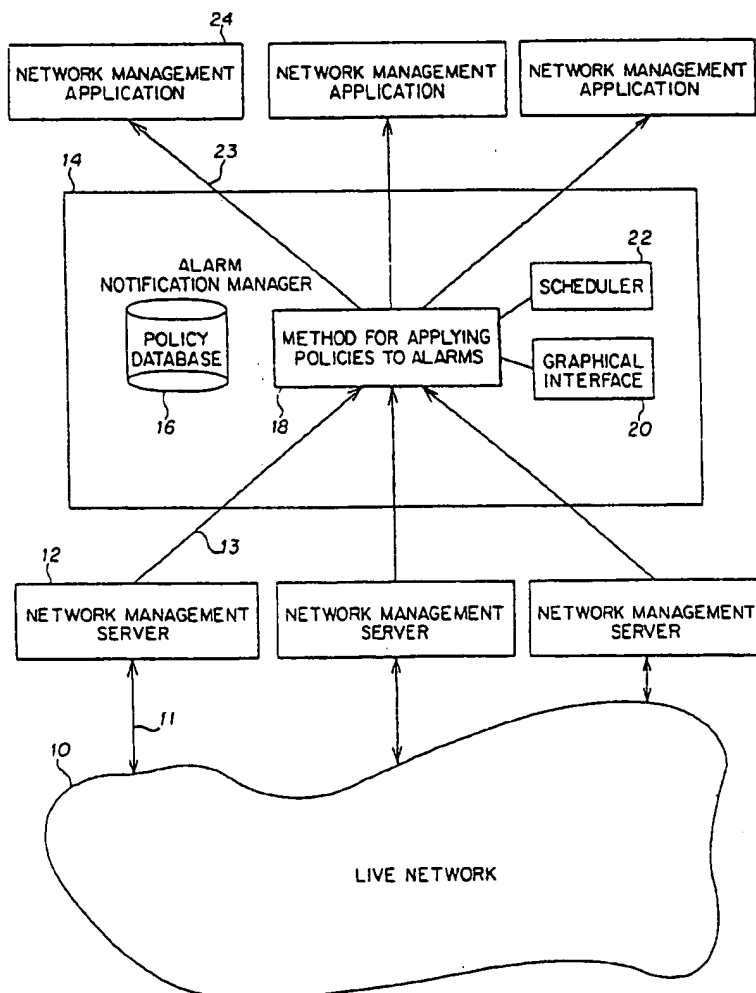 24
NETWORK MANAGEMENT
APPLICATION
NETWORK MANAGEMENT
APPLICATION
NETWORK MANAGEMENT
APPLICATION
23
14
ALARM
NOTIFICATION MANAGER
22
SCHEDULER
POLICY
DATABASE
METHOD FOR APPLYING
POLICIES TO ALARMS
GRAPHICAL
INTERFACE
16
18
20
13
12
NETWORK MANAGEMENT
SERVER
NETWORK MANAGEMENT
SERVER
NETWORK MANAGEMENT
SERVER
11
10
LIVE NETWORK